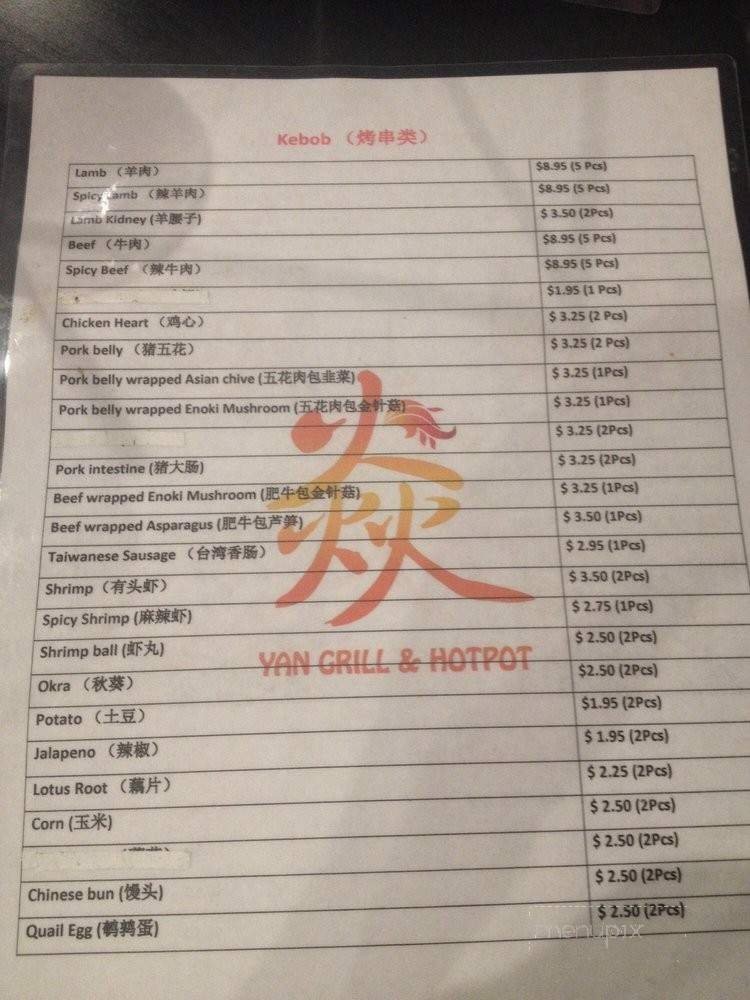 Kebob （烤串类）
Lamb （羊肉） $8.95 (5 Pcs)
Spicy Lamb （辣羊肉） $8.95 (5 Pcs)
Lamb Kidney (羊腰子) $ 3.50 (2Pcs)
Beef （牛肉） $8.95 (5 Pcs)
Spicy Beef （辣牛肉） $8.95 (5 Pcs)
$1.95 (1 Pcs)
Chicken Heart （鸡心） $ 3.25 (2 Pcs)
Pork belly （猪五花） $ 3.25 (2 Pcs)
Pork belly wrapped Asian chive (五花肉包韭菜) $ 3.25 (1Pcs)
Pork belly wrapped Enoki Mushroom (五花肉包金针菇) $ 3.25 (1Pcs)
$ 3.25 (2Pcs)
Pork intestine (猪大肠) $ 3.25 (2Pcs)
Beef wrapped Enoki Mushroom (肥牛包金针菇) $ 3.25 (1Pcs)
Beef wrapped Asparagus (肥牛包芦笋) $ 3.50 (1Pcs)
Taiwanese Sausage （台湾香肠） $ 2.95 (1Pcs)
Shrimp （有头虾） $ 3.50 (2Pcs)
Spicy Shrimp (麻辣虾) $ 2.75 (1Pcs)
Shrimp ball (虾丸) $ 2.50 (2Pcs)
Okra （秋葵） $2.50 (2Pcs)
Potato （土豆） $1.95 (2Pcs)
Jalapeno （辣椒） $ 1.95 (2Pcs)
Lotus Root （藕片） $ 2.25 (2Pcs)
Corn (玉米) $ 2.50 (2Pcs)
$ 2.50 (2Pcs)
Chinese bun (馒头) $ 2.50 (2Pcs)
Quail Egg (鹌鹑蛋) $ 2.50 (2Pcs)
焱
YAN GRILL & HOTPOT
menupix